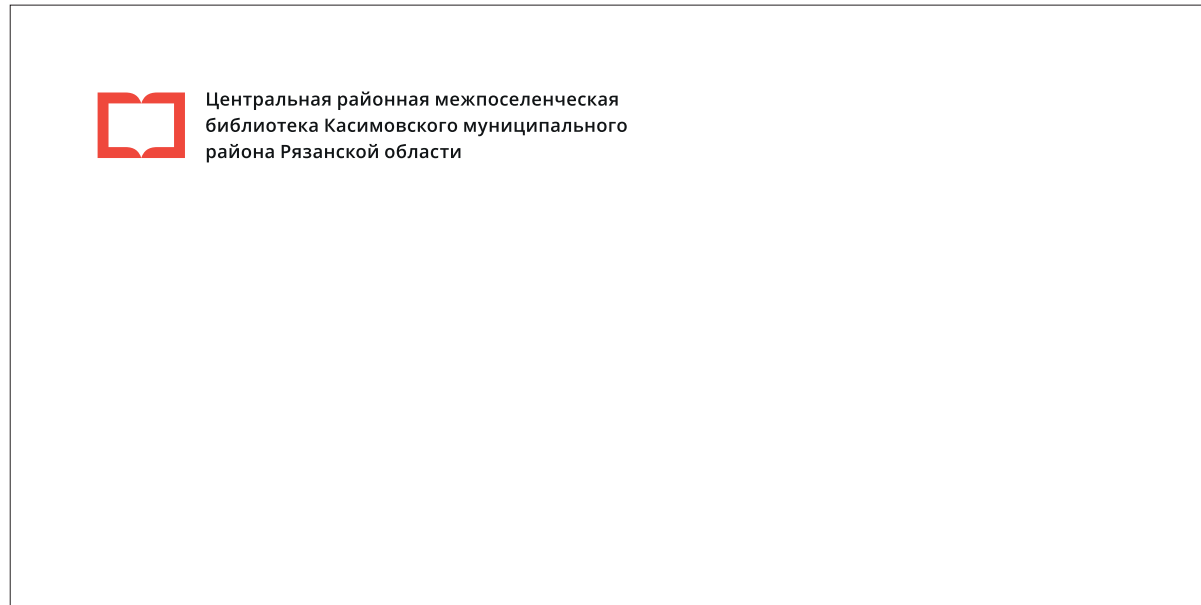 Центральная районная межпоселенческая
библиотека Касимовского муниципального
района Рязанской области